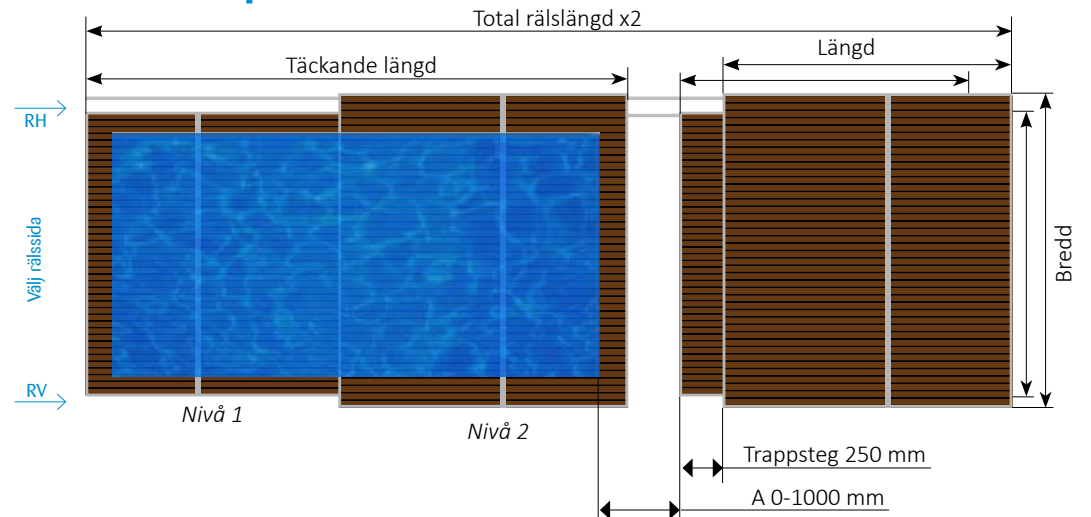 Total rälslängd x2
Längd
Täckande längd
RH
Välj rälssida
Bredd
RV
Nivå 1
Nivå 2
Trappsteg 250 mm
A 0-1000 mm